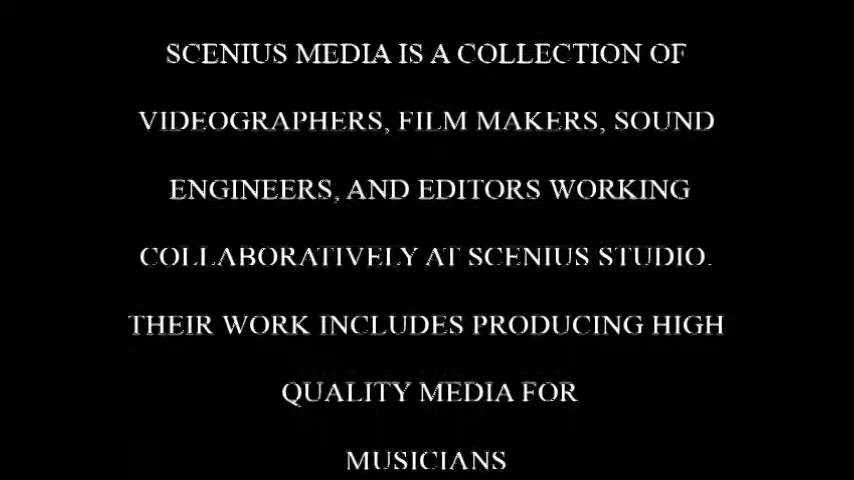 SCENIUS MEDIA IS A COLLECTION OF
VIDEOGRAPHERS, FILM MAKERS, SOUND
ENGINEERS, AND EDITORS WORKING
COLLABORATIVELY AT SCENIUS STUDIO.
THEIR WORK INCLUDES PRODUCING HIGH
QUALITY MEDIA FOR
MUSICIANS